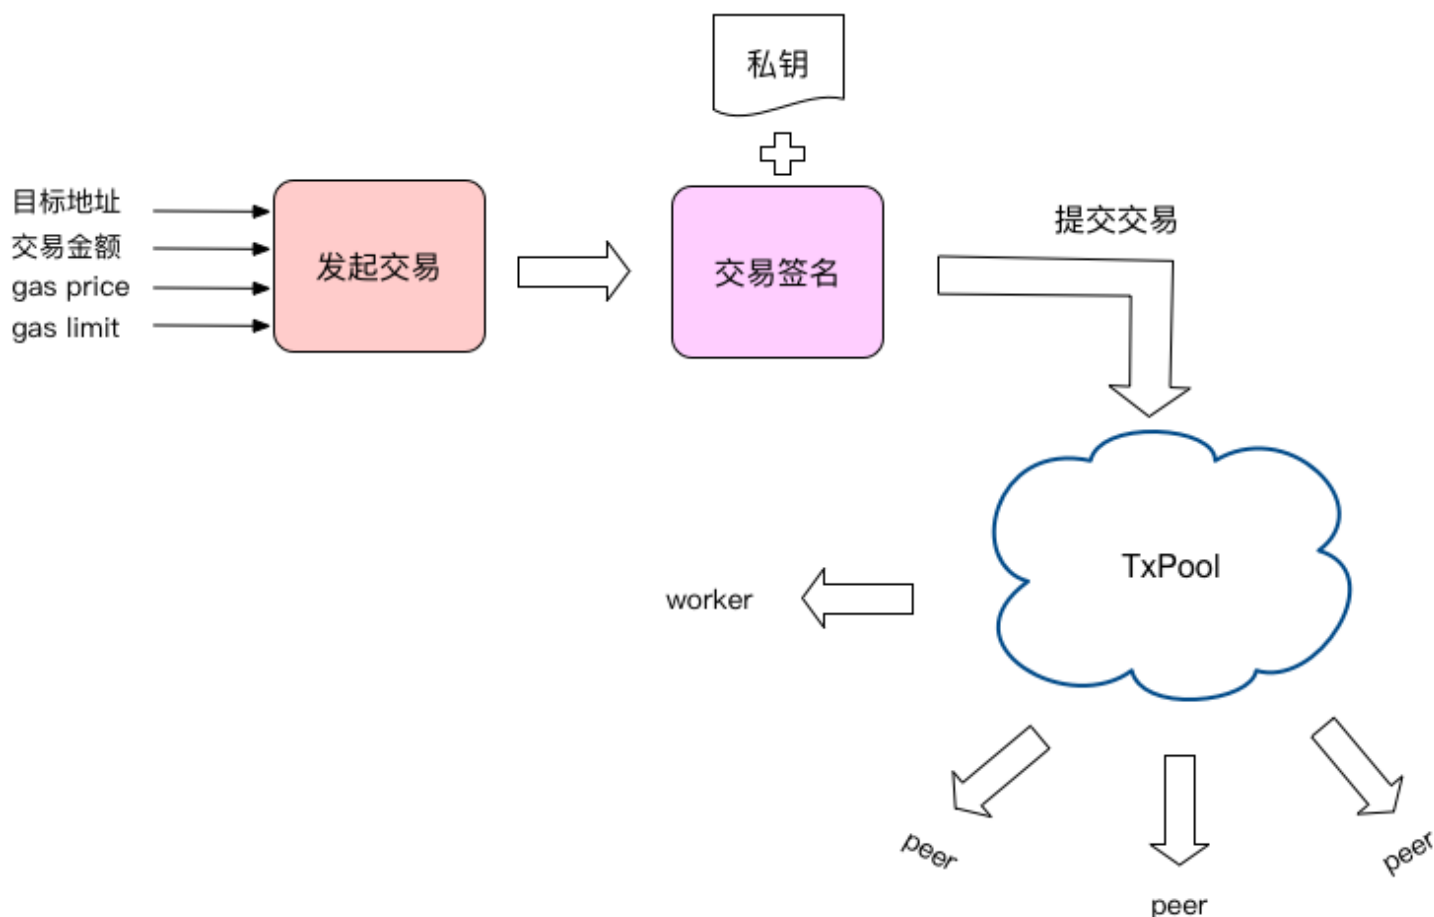 私钥
目标地址
交易金额
gas price
gas limit
发起交易
交易签名
提交交易
TxPool
worker
peer
peer
peer